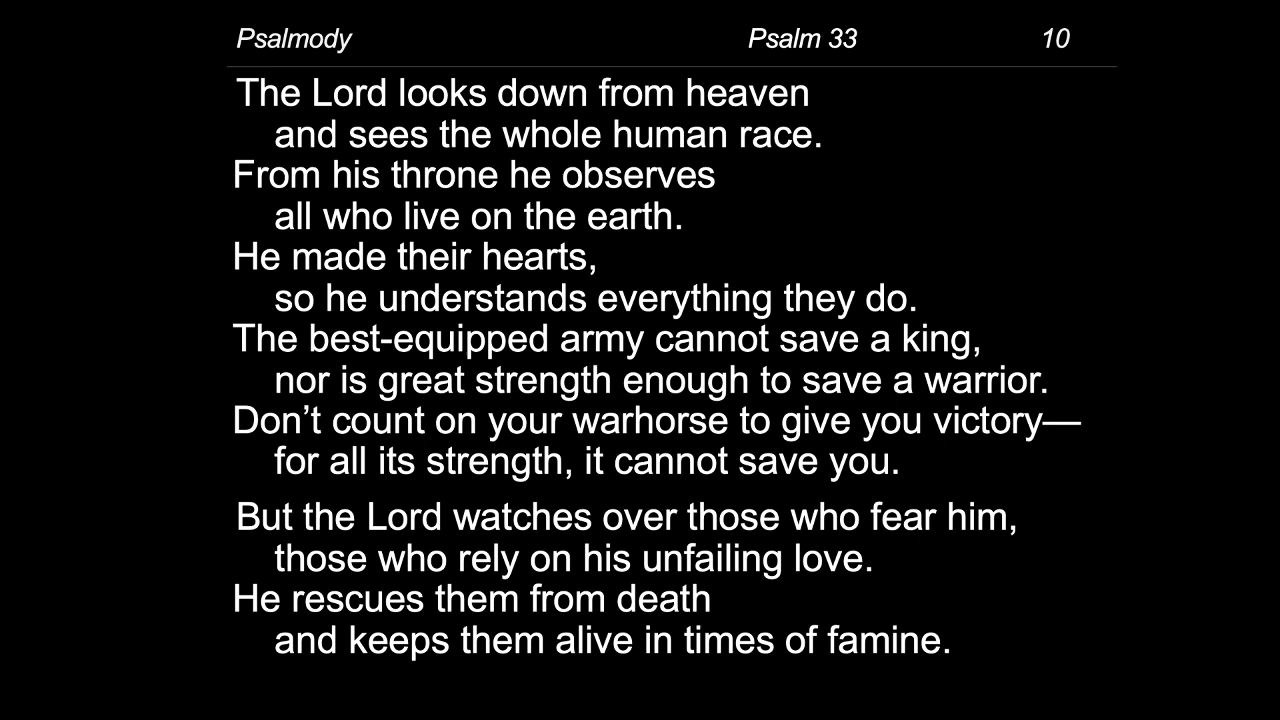 Psalmody Psalm 33 10
The Lord looks down from heaven
and sees the whole human race.
From his throne he observes
all who live on the earth.
He made their hearts,
so he understands everything they do.
The best-equipped army cannot save a king,
nor is great strength enough to save a warrior.
Don’t count on your warhorse to give you victory—
for all its strength, it cannot save you.
But the Lord watches over those who fear him,
those who rely on his unfailing love.
He rescues them from death
and keeps them alive in times of famine.